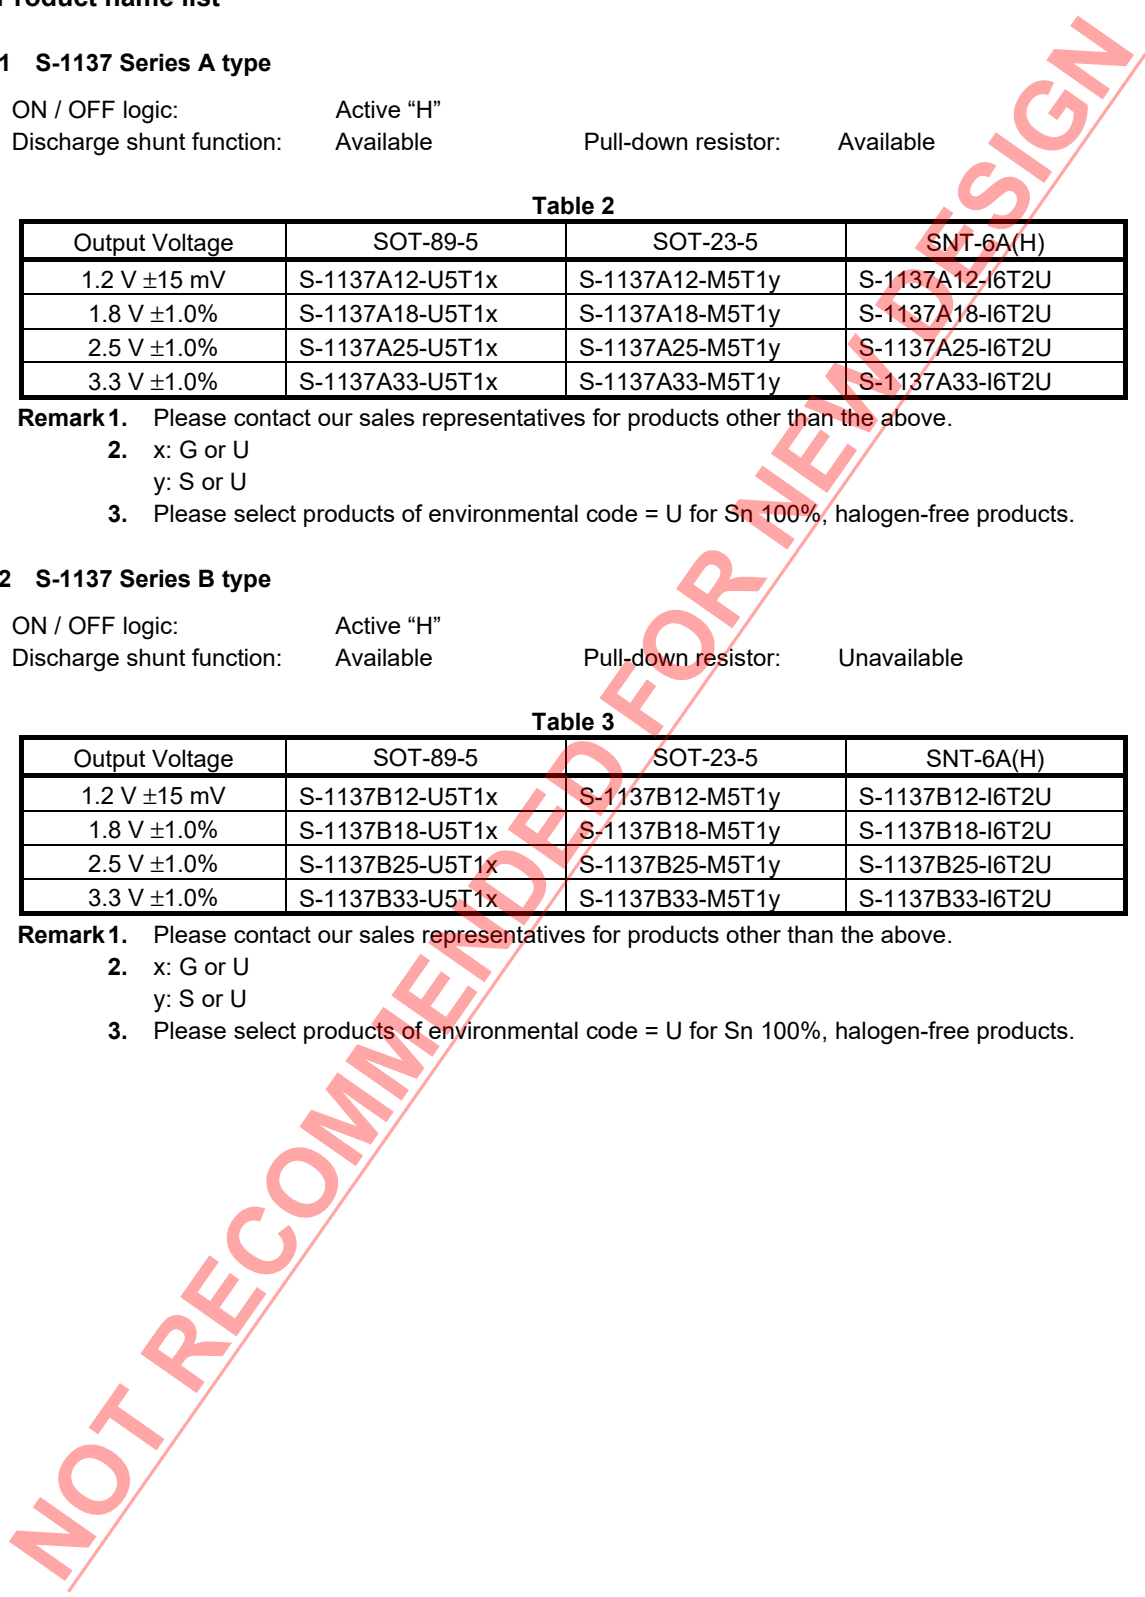 Product name list
1 S-1137 Series A type
ON / OFF logic: Active “H”
Discharge shunt function: Available Pull-down resistor: Available
Table 2
Output Voltage SOT-89-5 SOT-23-5 SNT-6A(H)
1.2 V ±15 mV S-1137A12-U5T1x S-1137A12-M5T1y S-1137A12-I6T2U
1.8 V ±1.0% S-1137A18-U5T1x S-1137A18-M5T1y S-1137A18-I6T2U
2.5 V ±1.0% S-1137A25-U5T1x S-1137A25-M5T1y S-1137A25-I6T2U
3.3 V ±1.0% S-1137A33-U5T1x S-1137A33-M5T1y S-1137A33-I6T2U
Remark 1. Please contact our sales representatives for products other than the above.
2. x: G or U
y: S or U
3. Please select products of environmental code = U for Sn 100%, halogen-free products.
2 S-1137 Series B type
ON / OFF logic: Active “H”
Discharge shunt function: Available Pull-down resistor: Unavailable
Table 3
Output Voltage SOT-89-5 SOT-23-5 SNT-6A(H)
1.2 V ±15 mV S-1137B12-U5T1x S-1137B12-M5T1y S-1137B12-I6T2U
1.8 V ±1.0% S-1137B18-U5T1x S-1137B18-M5T1y S-1137B18-I6T2U
2.5 V ±1.0% S-1137B25-U5T1x S-1137B25-M5T1y S-1137B25-I6T2U
3.3 V ±1.0% S-1137B33-U5T1x S-1137B33-M5T1y S-1137B33-I6T2U
Remark 1. Please contact our sales representatives for products other than the above.
2. x: G or U
y: S or U
3. Please select products of environmental code = U for Sn 100%, halogen-free products.
NOT RECOMMENDED FOR NEW DESIGN